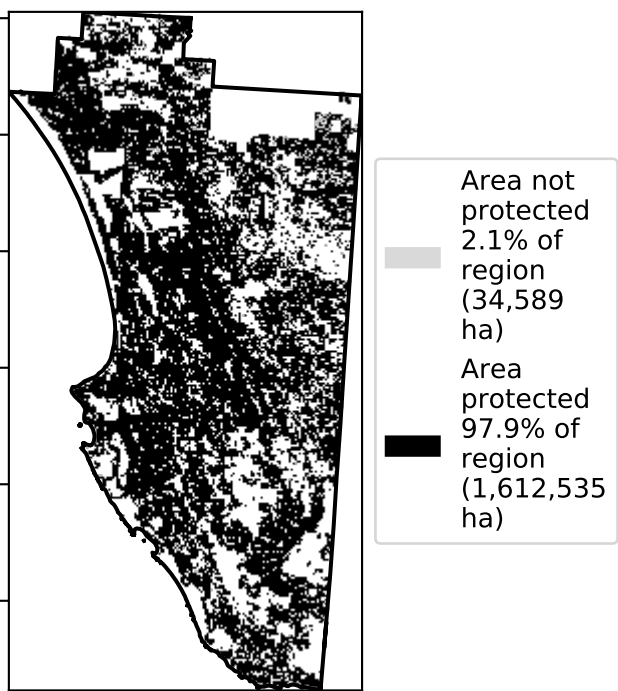 Area not
protected
2.1% of
region
(34,589
ha)
Area
protected
97.9% of
region
(1,612,535
ha)